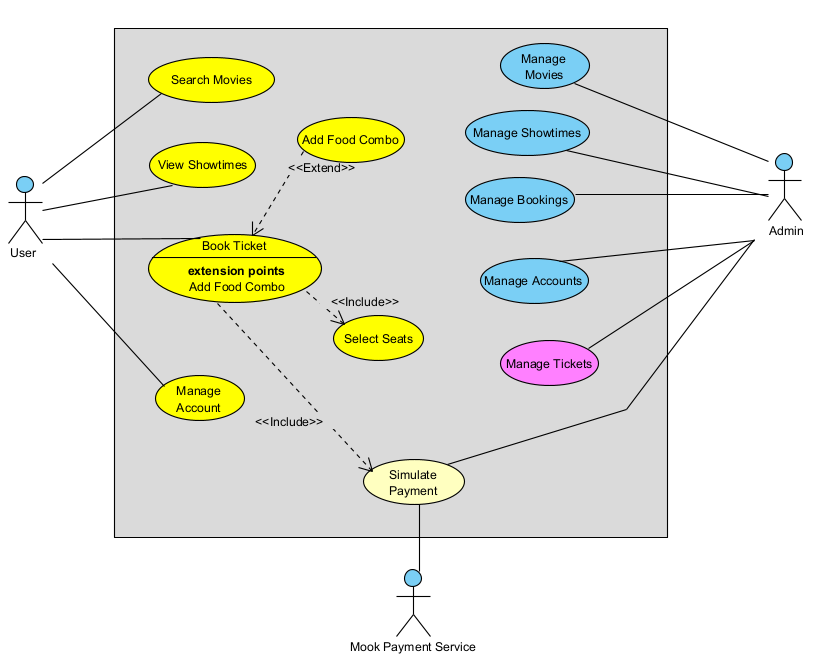 Search Movies
Manage
Movies
Add Food Combo
Manage Showtimes
View Showtimes
<<Extend>>
Manage Bookings
User
Admin
Book Ticket
extension points
Add Food Combo
Manage Accounts
<<Include>>
Select Seats
Manage Tickets
Manage
Account
<<Include>>
Simulate
Payment
Mook Payment Service